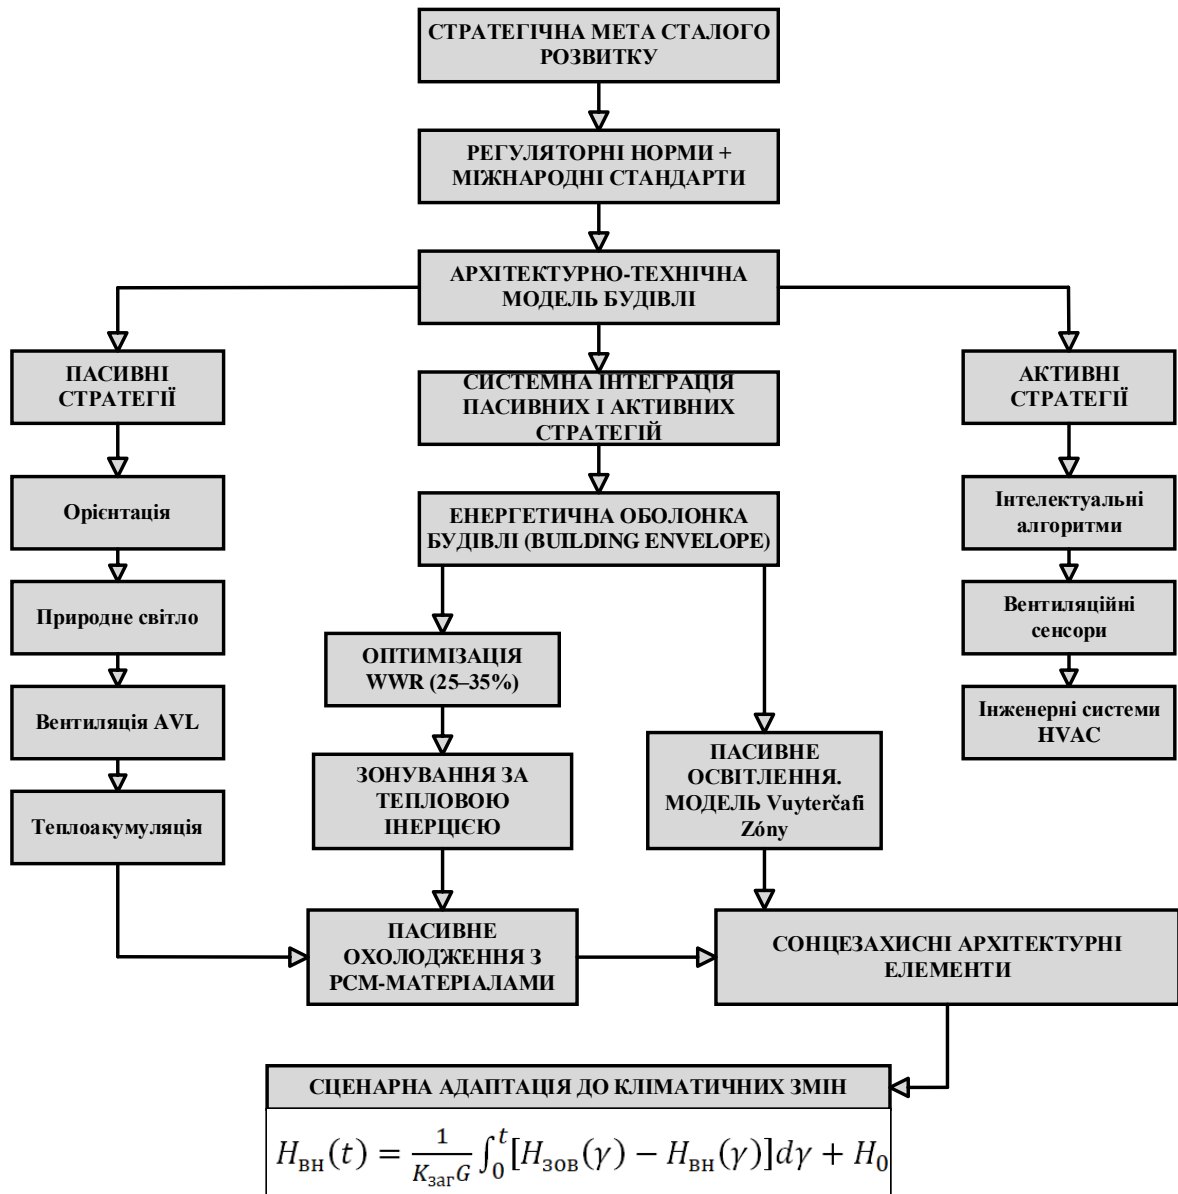 СТРАТЕГІЧНА МЕТА СТАЛОГО
РОЗВИТКУ
РЕГУЛЯТОРНІ НОРМИ +
МІЖНАРОДНІ СТАНДАРТИ
АРХІТЕКТУРНО-ТЕХНІЧНА
МОДЕЛЬ БУДІВЛІ
ПАСИВНІ
СТРАТЕГІЇ
СИСТЕМНА ІНТЕГРАЦІЯ
ПАСИВНИХ І АКТИВНИХ
СТРАТЕГІЙ
АКТИВНІ
СТРАТЕГІЇ
Орієнтація
Природне світло
Вентиляція AVL
Теплоакумуляція
ЕНЕРГЕТИЧНА ОБОЛОНКА
БУДІВЛІ (BUILDING ENVELOPE)
ОПТИМІЗАЦІЯ
WWR (25–35%)
ЗОНУВАННЯ ЗА
ТЕПЛОВОЮ
ІНЕРЦІЄЮ
ПАСИВНЕ
ОСВІТЛЕННЯ.
МОДЕЛЬ Vuyterčafi
Zóny
Інтелектуальні
алгоритми
Вентиляційні
сенсори
Інженерні системи
HVAC
ПАСИВНЕ
ОХОЛОДЖЕННЯ З
PCM-МАТЕРІАЛАМИ
СОНЦЕЗАХИСНІ АРХІТЕКТУРНІ
ЕЛЕМЕНТИ
СЦЕНАРНА АДАПТАЦІЯ ДО КЛІМАТИЧНИХ ЗМІН
H_вн(t) = 1/(K_заг G) ∫₀ᵗ[H_зов(γ) − H_вн(γ)]dγ + H₀